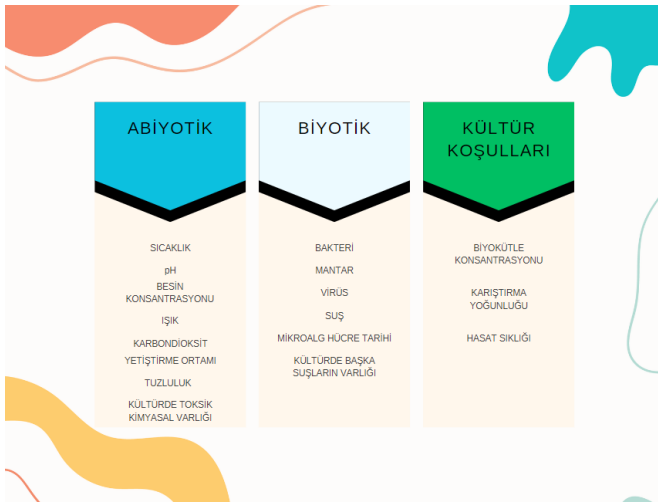 ABİYOTİK
SICAKLIK
pH
BESİN
KONSANTRASYONU
IŞIK
KARBONDİOKSİT
YETİŞTİRME ORTAMI
TUZLULUK
KÜLTÜRDE TOKSİK
KİMYASAL VARLIĞI
BİYOTİK
BAKTERİ
MANTAR
VİRÜS
SUŞ
MİKROALG HÜCRE TARİHİ
KÜLTÜRDE BAŞKA
SUŞLARIN VARLIĞI
KÜLTÜR
KOŞULLARI
BİYOKÜTLE
KONSANTRASYONU
KARIŞTIRMA
YOĞUNLUĞU
HASAT SIKLIĞI